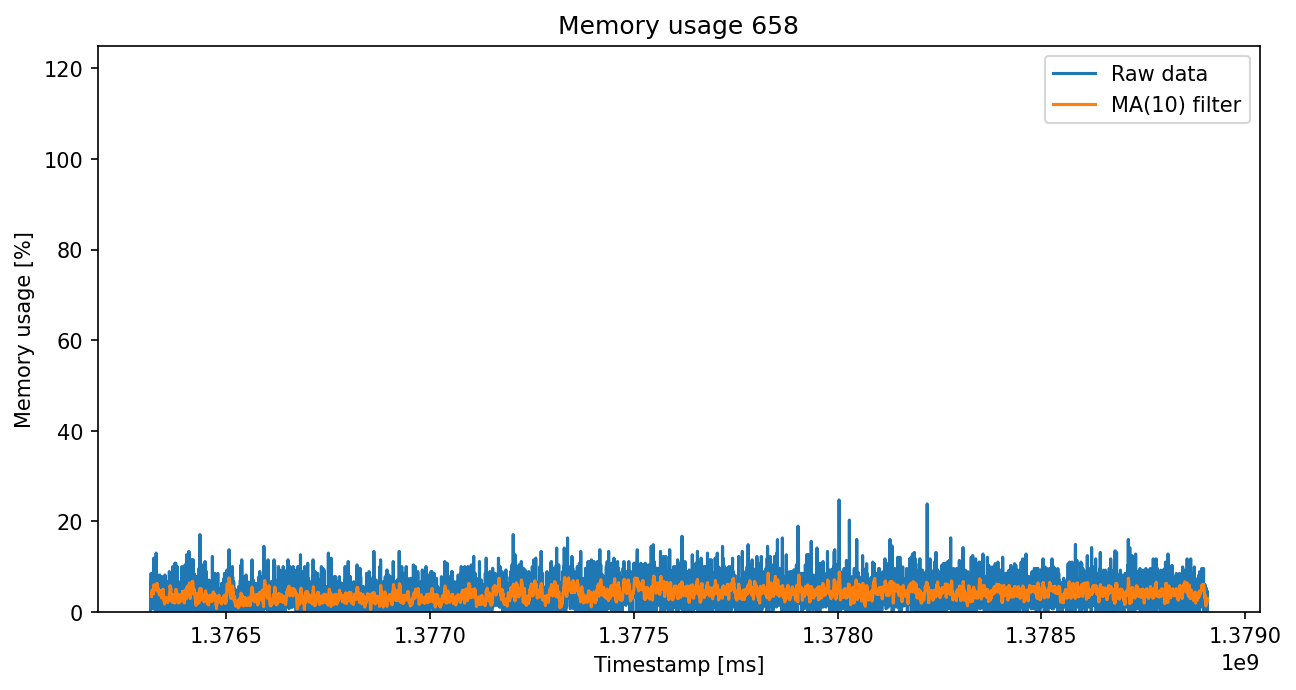 Memory usage 658
Raw data
MA(10) filter
Memory usage [%]
120
100
80
60
40
20
0
1.3765 1.3770 1.3775 1.3780 1.3785 1.3790
Timestamp [ms]
1e9